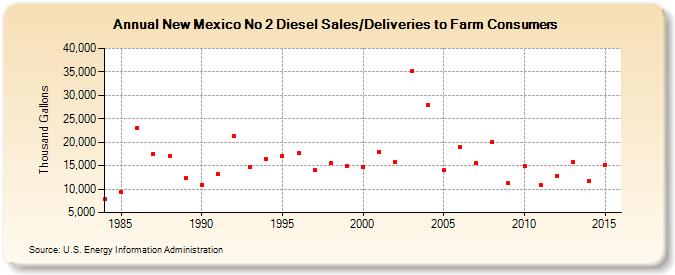 Annual New Mexico No 2 Diesel Sales/Deliveries to Farm Consumers
Thousand Gallons
40,000
35,000
30,000
25,000
20,000
15,000
10,000
5,000
1985 1990 1995 2000 2005 2010 2015
Source: U.S. Energy Information Administration